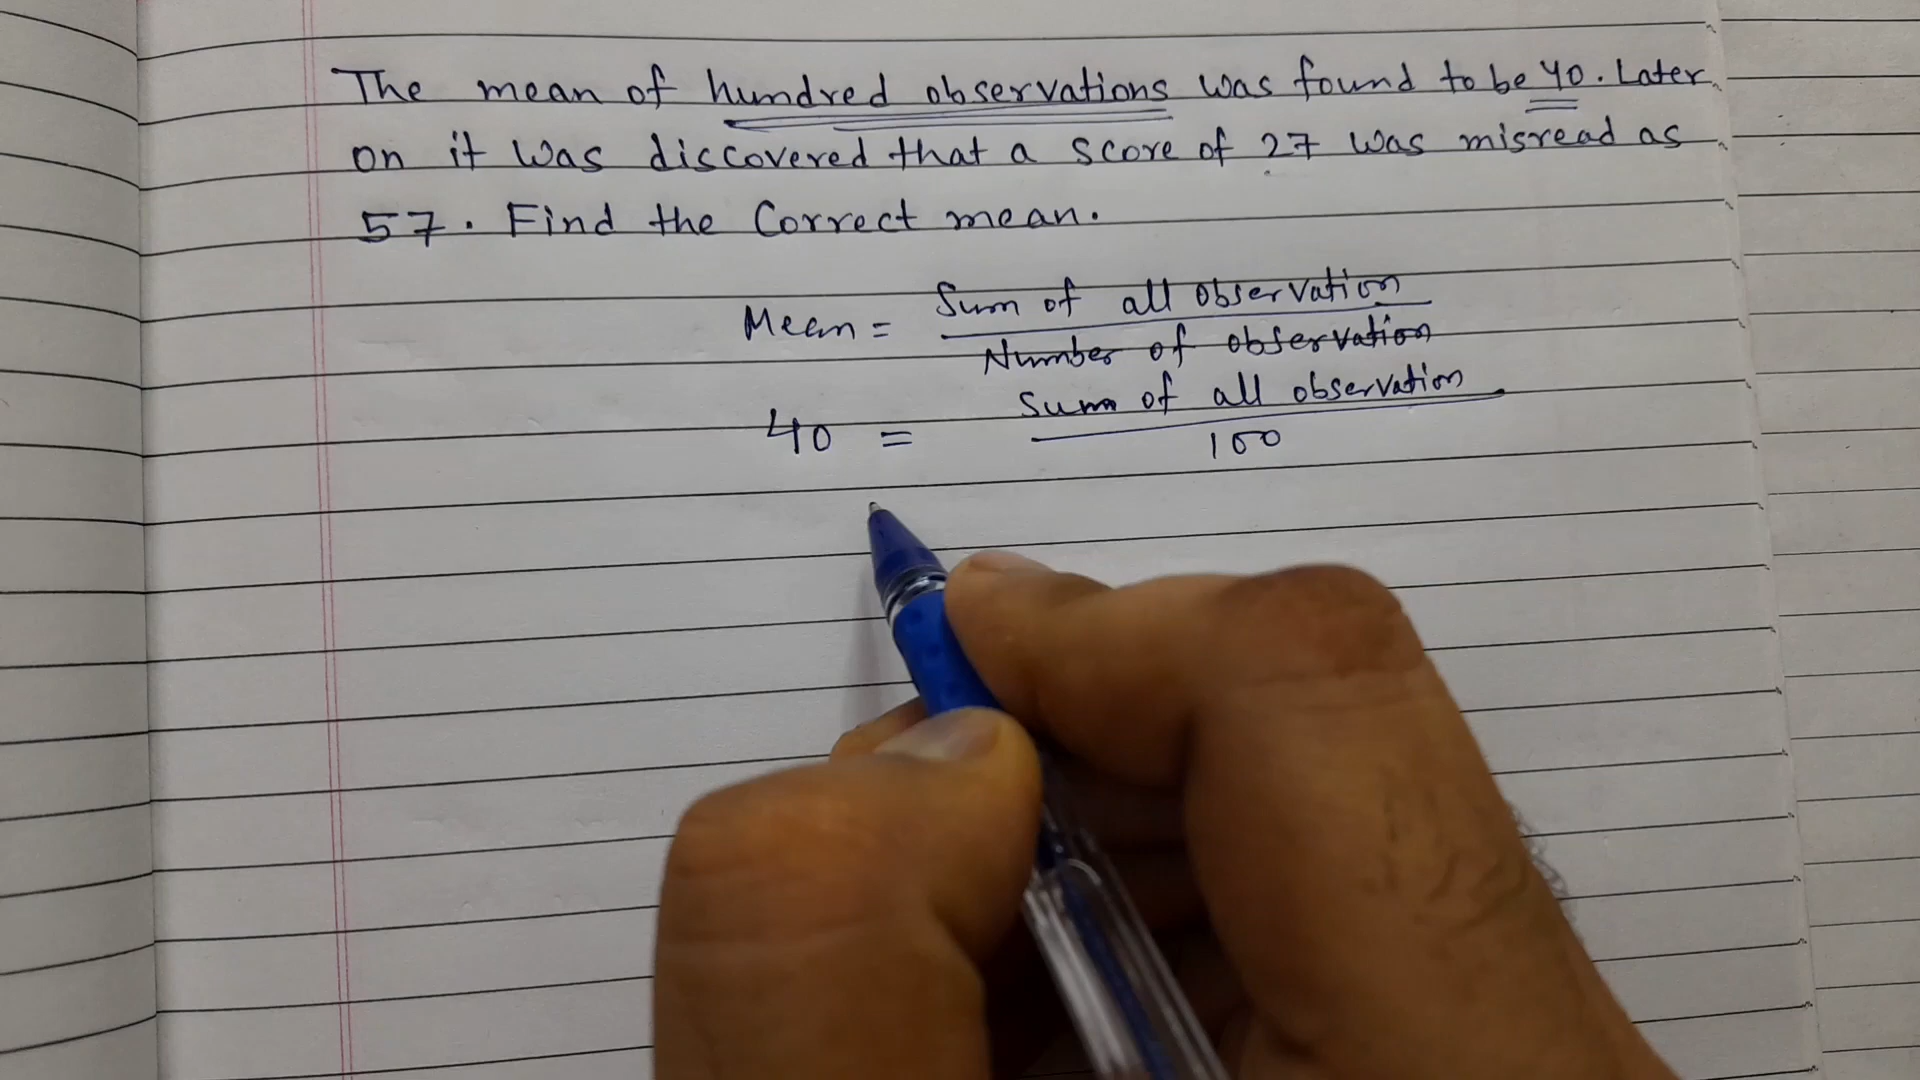 The mean of hundred observations was found to be 40. Later
on it was discovered that a score of 27 was misread as
57. Find the Correct mean.
Mean = Sum of all observation
Number of observation
40 = Sum of all observation
100